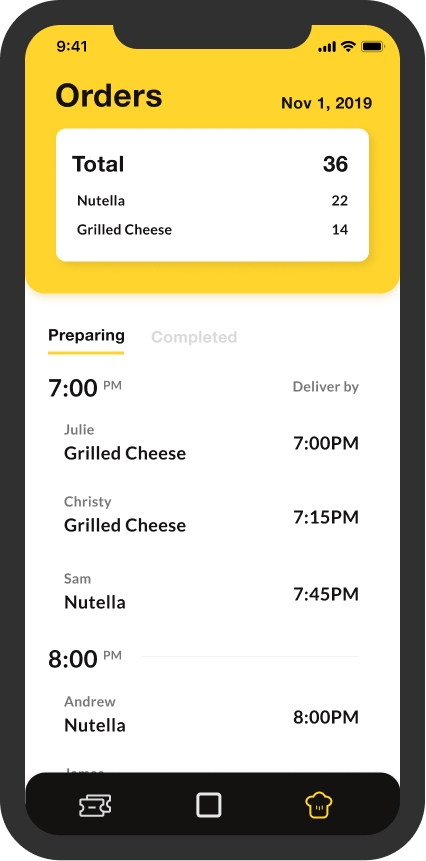 9:41
Orders
Nov 1, 2019
Total 36
Nutella 22
Grilled Cheese 14
Preparing Completed
7:00 PM Deliver by
Julie
Grilled Cheese 7:00PM
Christy
Grilled Cheese 7:15PM
Sam
Nutella 7:45PM
8:00 PM
Andrew
Nutella 8:00PM